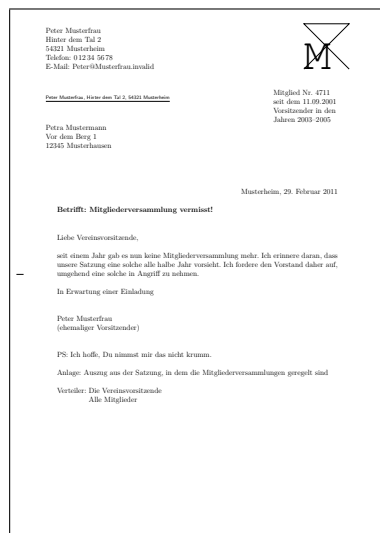 Peter Musterfrau
Hinter dem Tal 2
54321 Musterheim
Telefon: 01234 56 78
E-Mail: Peter@Musterfrau.invalid
M
Peter Musterfrau, Hinter dem Tal 2, 54321 Musterheim
Mitglied Nr. 4711
seit dem 11.09.2001
Vorsitzender in den
Jahren 2003–2005
Petra Mustermann
Vor dem Berg 1
12345 Musterhausen
Musterheim, 29. Februar 2011
Betrifft: Mitgliederversammlung vermisst!
Liebe Vereinsvorsitzende,
seit einem Jahr gab es nun keine Mitgliederversammlung mehr. Ich erinnere daran, dass
unsere Satzung eine solche alle halbe Jahr vorsieht. Ich fordere den Vorstand daher auf,
umgehend eine solche in Angriff zu nehmen.
In Erwartung einer Einladung
Peter Musterfrau
(ehemaliger Vorsitzender)
PS: Ich hoffe, Du nimmst mir das nicht krumm.
Anlage: Auszug aus der Satzung, in dem die Mitgliederversammlungen geregelt sind
Verteiler: Die Vereinsvorsitzende
Alle Mitglieder